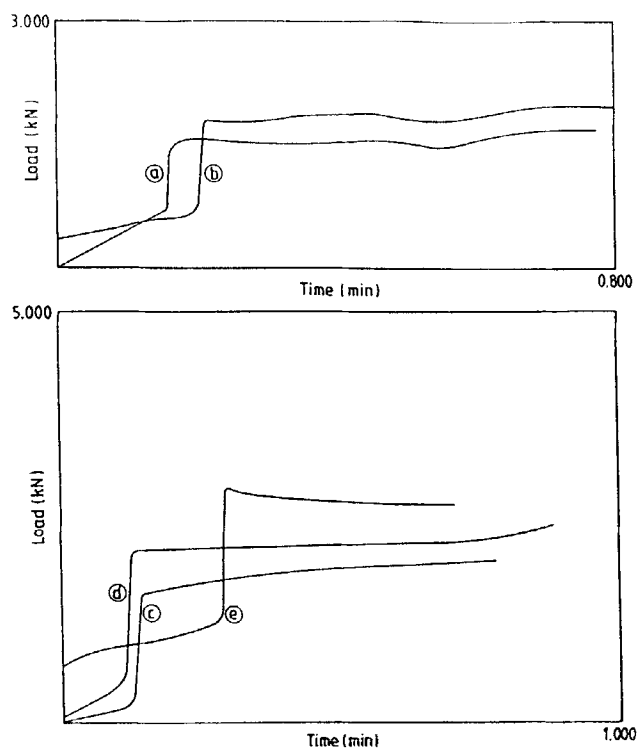 3.000
Load (kN)
ⓐ
ⓑ
Time (min)
0.800
5.000
Load (kN)
ⓓ
ⓒ
ⓔ
Time (min)
1.000